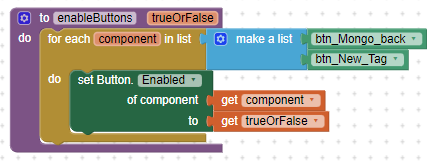 to enableButtons trueOrFalse
do for each component in list make a list btn_Mongo_back
btn_New_Tag
do set Button. Enabled
of component get component
to get trueOrFalse